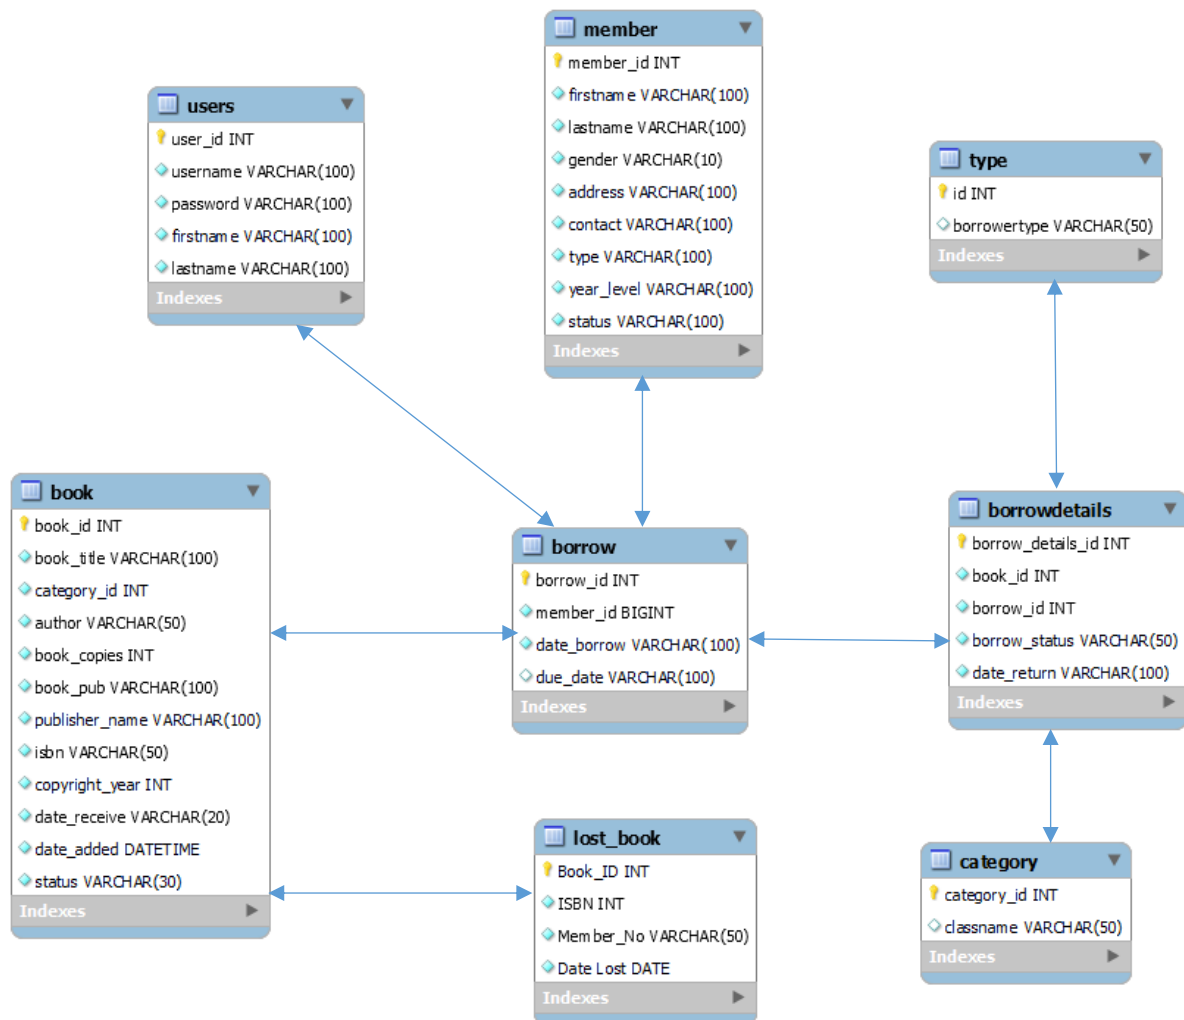 member
member_id INT
firstname VARCHAR(100)
lastname VARCHAR(100)
gender VARCHAR(10)
address VARCHAR(100)
contact VARCHAR(100)
type VARCHAR(100)
year_level VARCHAR(100)
status VARCHAR(100)
Indexes
users
user_id INT
username VARCHAR(100)
password VARCHAR(100)
firstname VARCHAR(100)
lastname VARCHAR(100)
Indexes
type
id INT
borrowertype VARCHAR(50)
Indexes
book
book_id INT
book_title VARCHAR(100)
category_id INT
author VARCHAR(50)
book_copies INT
book_pub VARCHAR(100)
publisher_name VARCHAR(100)
isbn VARCHAR(50)
copyright_year INT
date_receive VARCHAR(20)
date_added DATETIME
status VARCHAR(30)
Indexes
borrow
borrow_id INT
member_id BIGINT
date_borrow VARCHAR(100)
due_date VARCHAR(100)
Indexes
borrowdetails
borrow_details_id INT
book_id INT
borrow_id INT
borrow_status VARCHAR(50)
date_return VARCHAR(100)
Indexes
lost_book
Book_ID INT
ISBN INT
Member_No VARCHAR(50)
Date Lost DATE
Indexes
category
category_id INT
classname VARCHAR(50)
Indexes